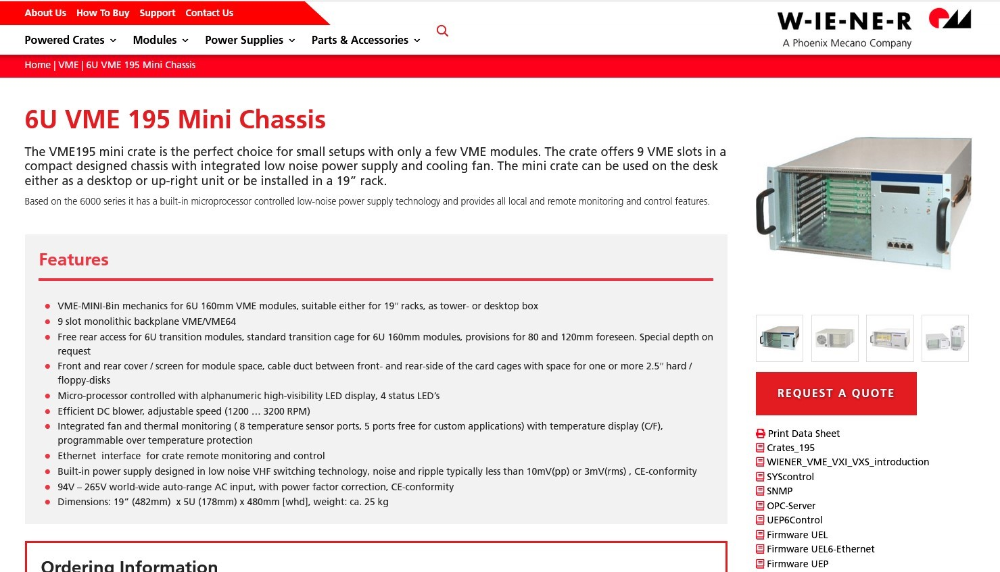 About Us How To Buy Support Contact Us
Powered Crates Modules Power Supplies Parts & Accessories
W-IE-NE-R
A Phoenix Mecano Company
Home | VME | 6U VME 195 Mini Chassis
6U VME 195 Mini Chassis
The VME195 mini crate is the perfect choice for small setups with only a few VME modules. The crate offers 9 VME slots in a
compact designed chassis with integrated low noise power supply and cooling fan. The mini crate can be used on the desk
either as a desktop or up-right unit or be installed in a 19” rack.
Based on the 6000 series it has a built-in microprocessor controlled low-noise power supply technology and provides all local and remote monitoring and control features.
Features
VME-MINI-Bin mechanics for 6U 160mm VME modules, suitable either for 19″ racks, as tower- or desktop box
9 slot monolithic backplane VME/VME64
Free rear access for 6U transition modules, standard transition cage for 6U 160mm modules, provisions for 80 and 120mm foreseen. Special depth on
request
Front and rear cover / screen for module space, cable duct between front- and rear-side of the card cages with space for one or more 2.5″ hard /
floppy-disks
Micro-processor controlled with alphanumeric high-visibility LED display, 4 status LED’s
Efficient DC blower, adjustable speed (1200 … 3200 RPM)
Integrated fan and thermal monitoring ( 8 temperature sensor ports, 5 ports free for custom applications) with temperature display (C/F),
programmable over temperature protection
Ethernet interface for crate remote monitoring and control
Built-in power supply designed in low noise VHF switching technology, noise and ripple typically less than 10mV(pp) or 3mV(rms) , CE-conformity
94V – 265V world-wide auto-range AC input, with power factor correction, CE-conformity
Dimensions: 19” (482mm) x 5U (178mm) x 480mm [whd], weight: ca. 25 kg
Ordering Information
REQUEST A QUOTE
Print Data Sheet
Crates_195
WIENER_VME_VXI_VXS_introduction
SYScontrol
SNMP
OPC-Server
UEP6Control
Firmware UEL
Firmware UEL6-Ethernet
Firmware UEP